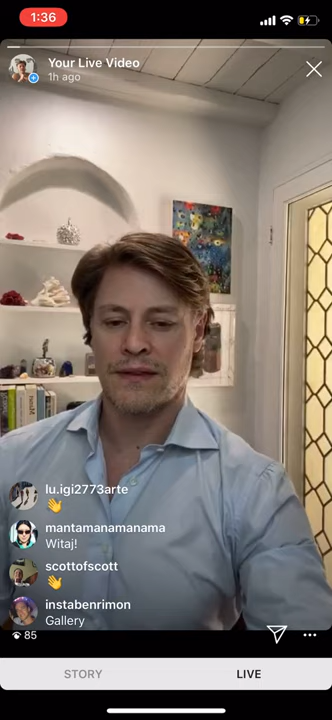 1:36
Your Live Video
1h ago
lu.igi2773arte
👋
mantamanamanama
Witaj!
scottofscott
👋
instabenrimon
Gallery
85
STORY
LIVE